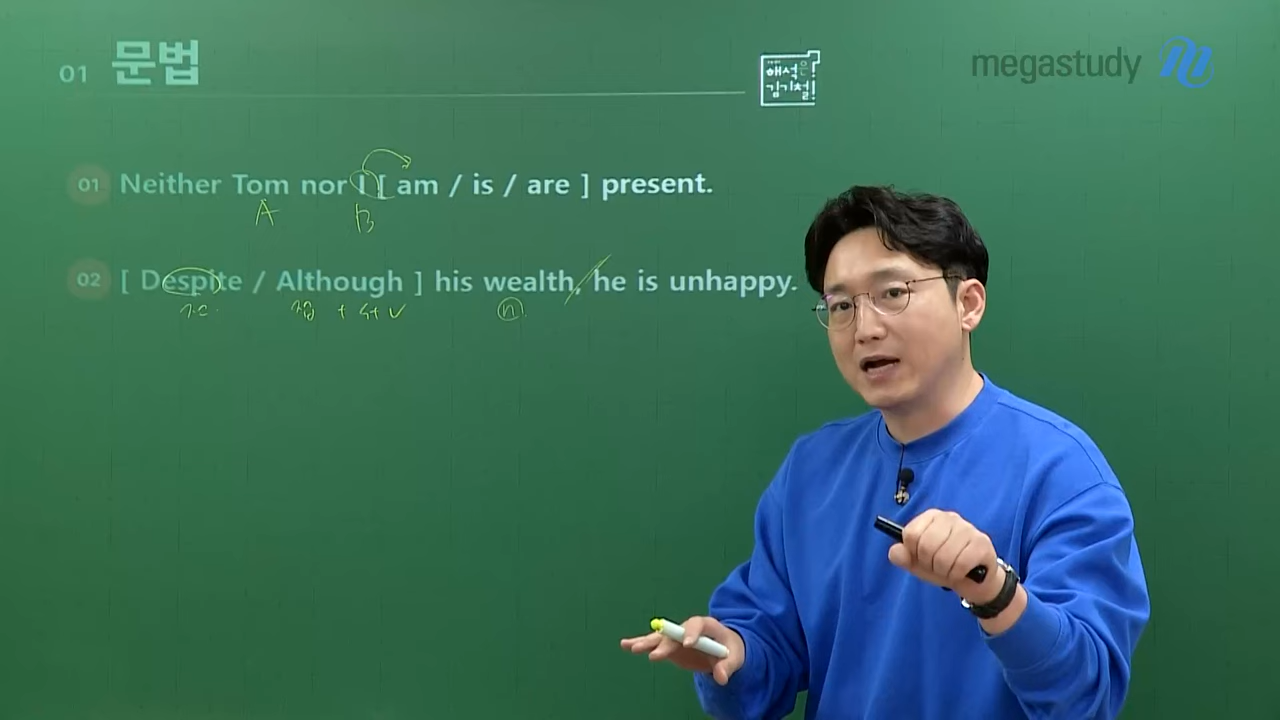 01 문법
해석은!
김기철!
megastudy
01 Neither Tom nor I [ am / is / are ] present.
A B
02 [ Despite / Although ] his wealth, he is unhappy.
접 + S+V n